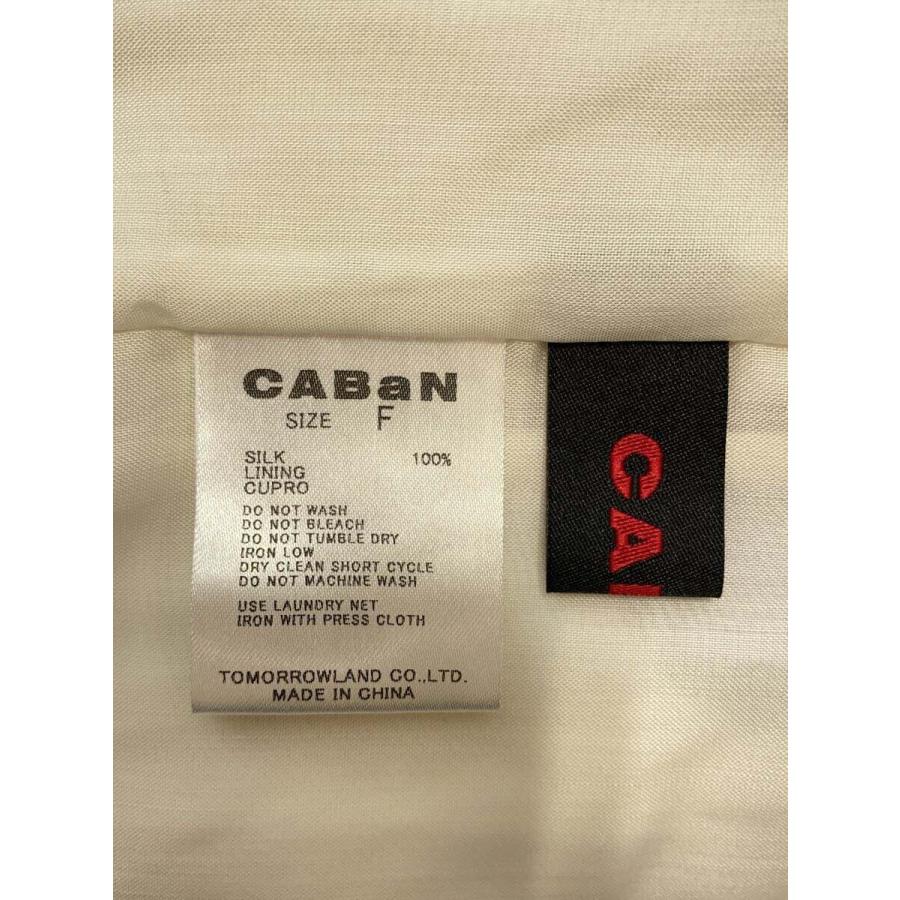 CABaN
SIZE F
SILK 100%
LINING
CUPRO
DO NOT WASH
DO NOT BLEACH
DO NOT TUMBLE DRY
IRON LOW
DRY CLEAN SHORT CYCLE
DO NOT MACHINE WASH
USE LAUNDRY NET
IRON WITH PRESS CLOTH
TOMORROWLAND CO.,LTD.
MADE IN CHINA
CA